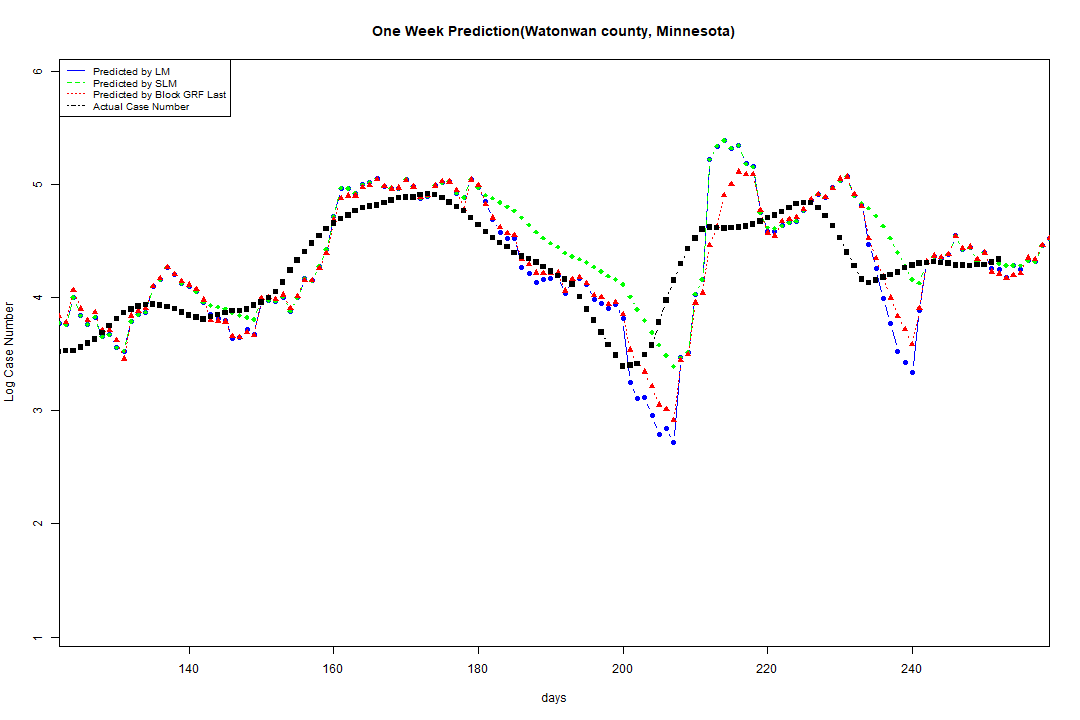 One Week Prediction(Watonwan county, Minnesota)
Predicted by LM
Predicted by SLM
Predicted by Block GRF Last
Actual Case Number
6
5
4
3
2
1
Log Case Number
140 160 180 200 220 240
days